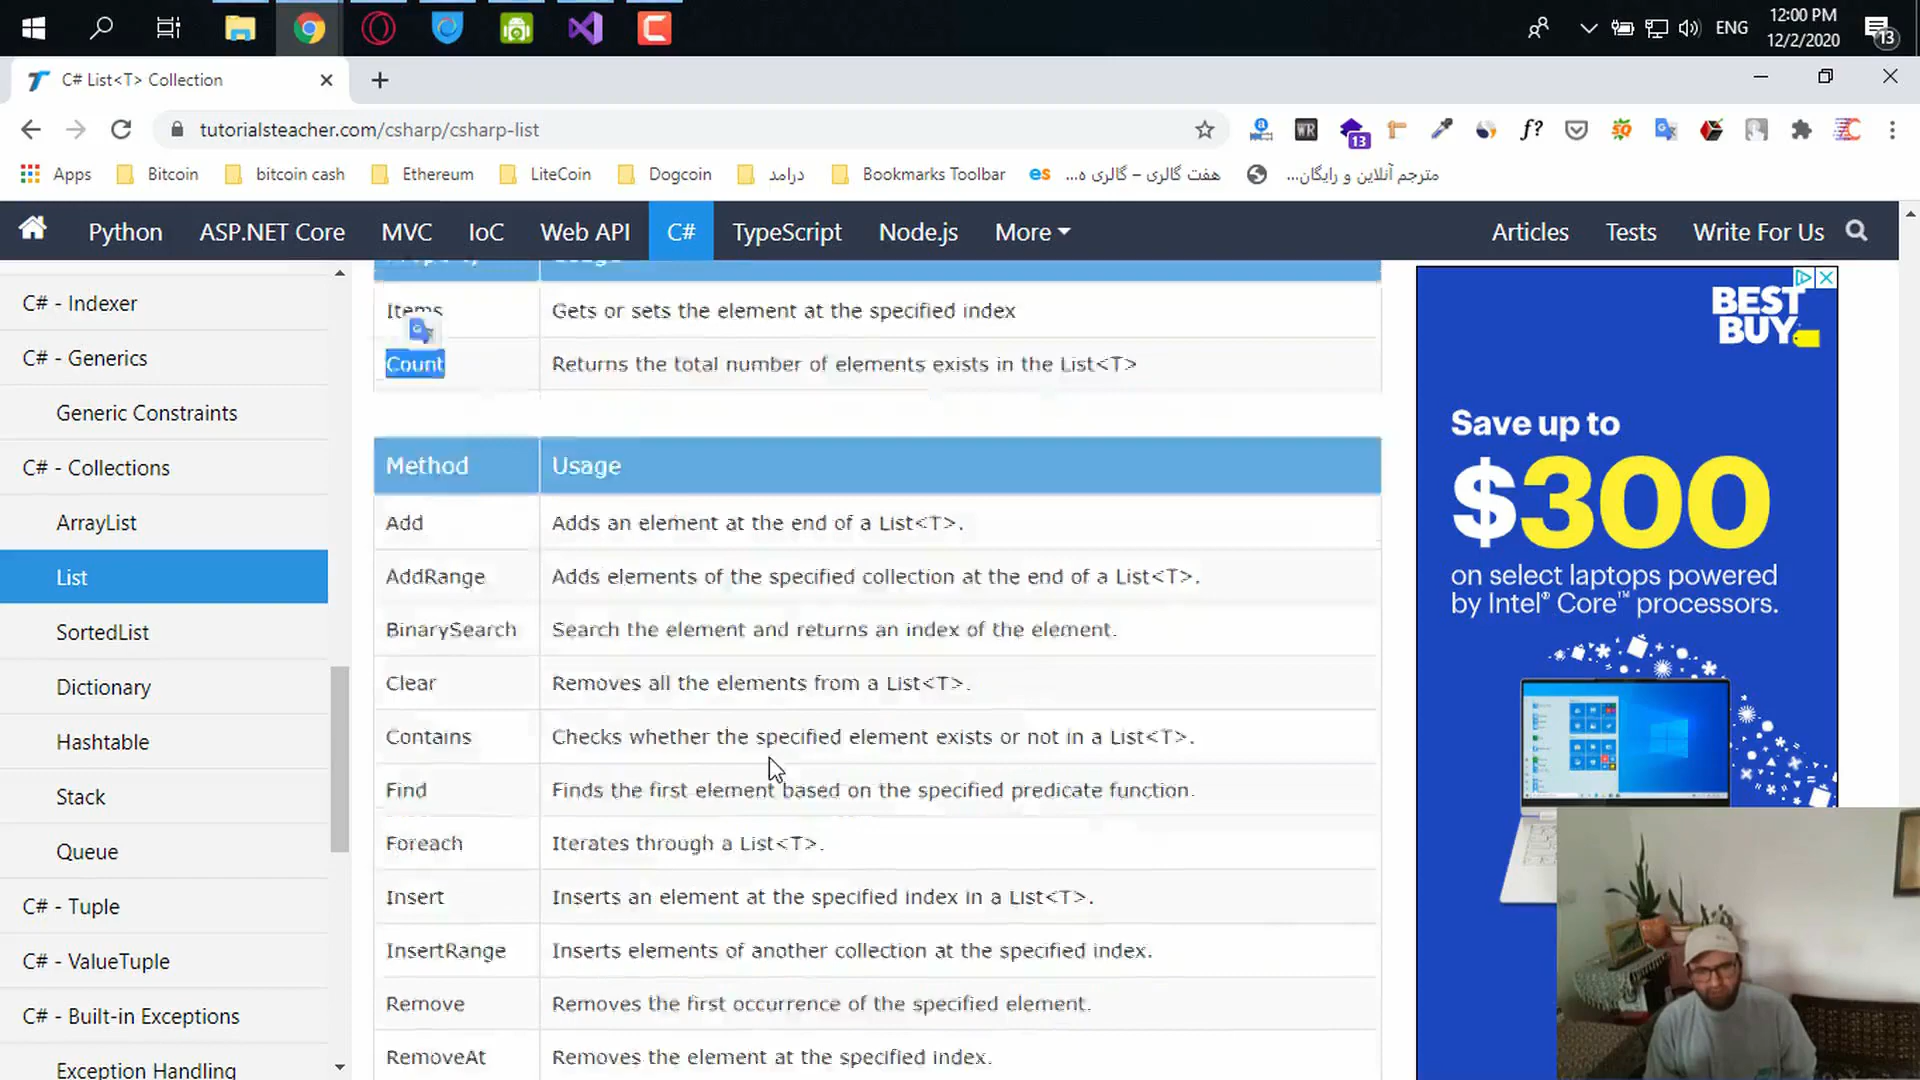 ENG
12:00 PM
12/2/2020
13
C# List<T> Collection
tutorialsteacher.com/csharp/csharp-list
WR
13
f?
Apps
Bitcoin
bitcoin cash
Ethereum
LiteCoin
Dogcoin
درامد
Bookmarks Toolbar
es
هفت گالری – گالری ه...
مترجم آنلاین و رایگان...
Python
ASP.NET Core
MVC
IoC
Web API
C#
TypeScript
Node.js
More
Articles
Tests
Write For Us
C# - Indexer
C# - Generics
Generic Constraints
C# - Collections
ArrayList
List
SortedList
Dictionary
Hashtable
Stack
Queue
C# - Tuple
C# - ValueTuple
C# - Built-in Exceptions
Exception Handling
Property Usage
Items Gets or sets the element at the specified index
Count Returns the total number of elements exists in the List<T>
Method Usage
Add Adds an element at the end of a List<T>.
AddRange Adds elements of the specified collection at the end of a List<T>.
BinarySearch Search the element and returns an index of the element.
Clear Removes all the elements from a List<T>.
Contains Checks whether the specified element exists or not in a List<T>.
Find Finds the first element based on the specified predicate function.
Foreach Iterates through a List<T>.
Insert Inserts an element at the specified index in a List<T>.
InsertRange Inserts elements of another collection at the specified index.
Remove Removes the first occurrence of the specified element.
RemoveAt Removes the element at the specified index.
BEST
BUY
Save up to
$300
on select laptops powered
by Intel® Core™ processors.